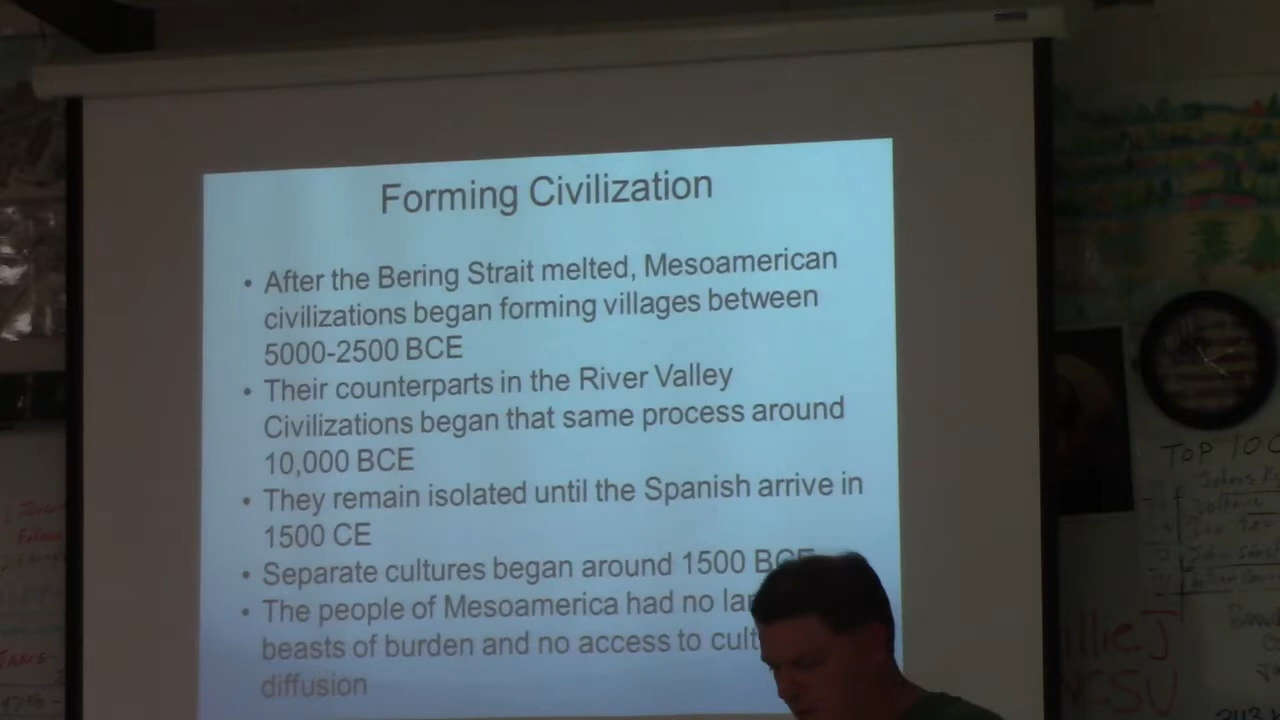 Forming Civilization
• After the Bering Strait melted, Mesoamerican
civilizations began forming villages between
5000-2500 BCE
• Their counterparts in the River Valley
Civilizations began that same process around
10,000 BCE
• They remain isolated until the Spanish arrive in
1500 CE
• Separate cultures began around 1500 BCE
• The people of Mesoamerica had no
beasts of burden and no access to
diffusion
TOP 10
illie J